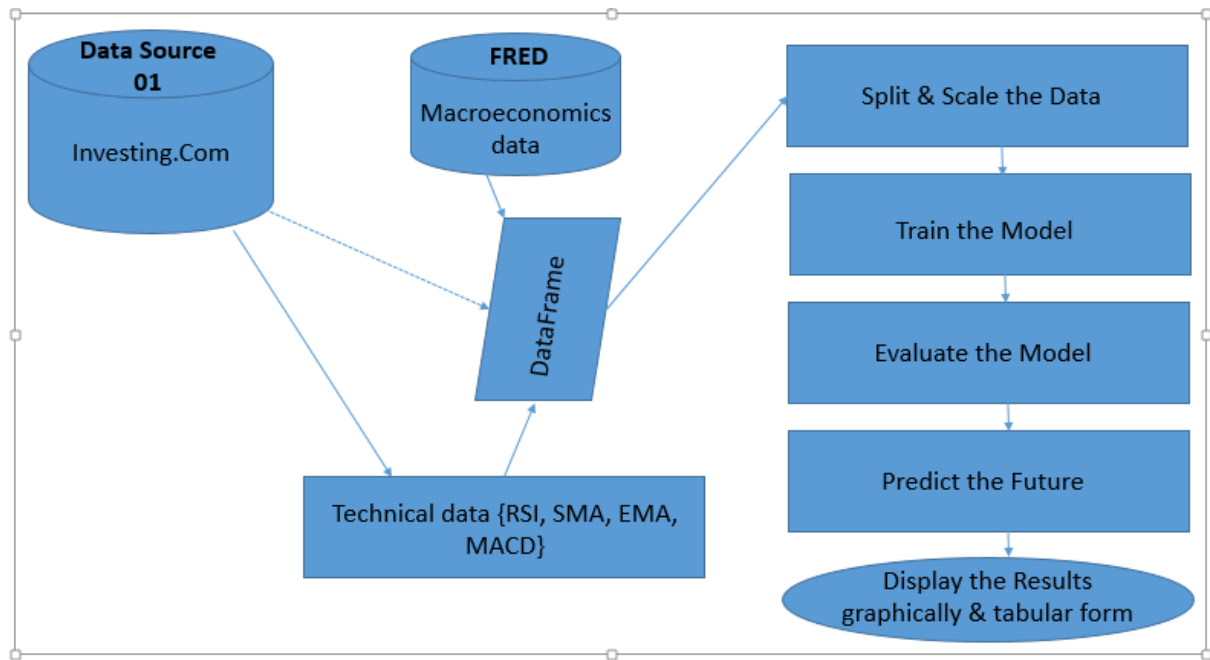 Data Source
01
Investing.Com
FRED
Macroeconomics
data
DataFrame
Technical data {RSI, SMA, EMA,
MACD}
Split & Scale the Data
Train the Model
Evaluate the Model
Predict the Future
Display the Results
graphically & tabular form